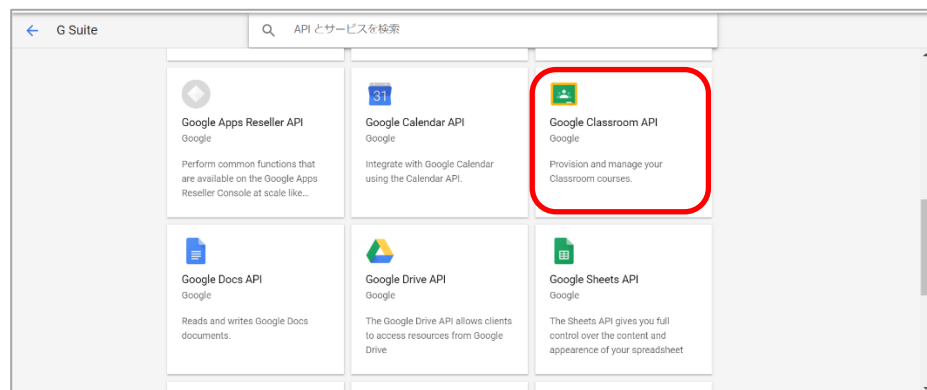 G Suite
API とサービスを検索
Google Apps Reseller API
Google
Perform common functions that
are available on the Google Apps
Reseller Console at scale like...
31
Google Calendar API
Google
Integrate with Google Calendar
using the Calendar API.
Google Classroom API
Google
Provision and manage your
Classroom courses.
Google Docs API
Google
Reads and writes Google Docs
documents.
Google Drive API
Google
The Google Drive API allows clients
to access resources from Google
Drive
Google Sheets API
Google
The Sheets API gives you full
control over the content and
appearence of your spreadsheet